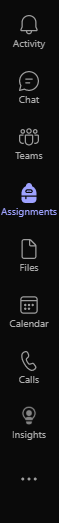 Activity
Chat
Teams
Assignments
Files
Calendar
Calls
Insights